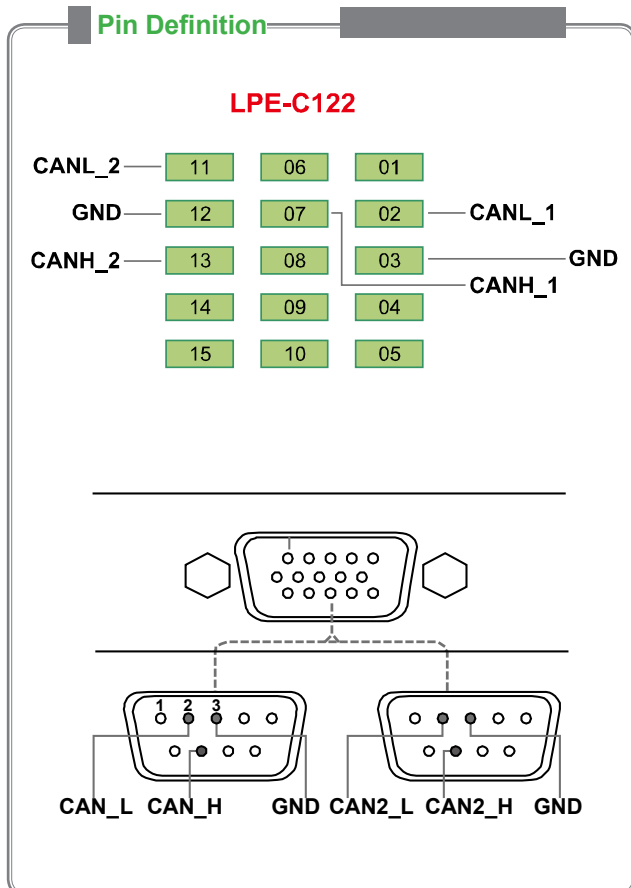 Pin Definition
LPE-C122
CANL_2 11 06 01
GND 12 07 02 CANL_1
CANH_2 13 08 03 GND
CANH_1
14 09 04
15 10 05
1 2 3
CAN_L CAN_H GND CAN2_L CAN2_H GND